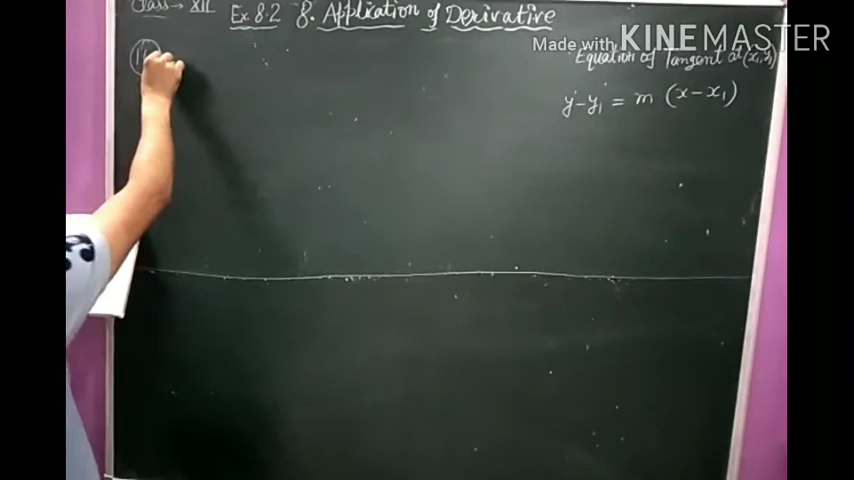 Class → XII Ex. 8.2 8. Application of Derivative
Made with KINEMASTER
Equation of Tangent at (x₁, y₁)
y - y₁ = m (x - x₁)